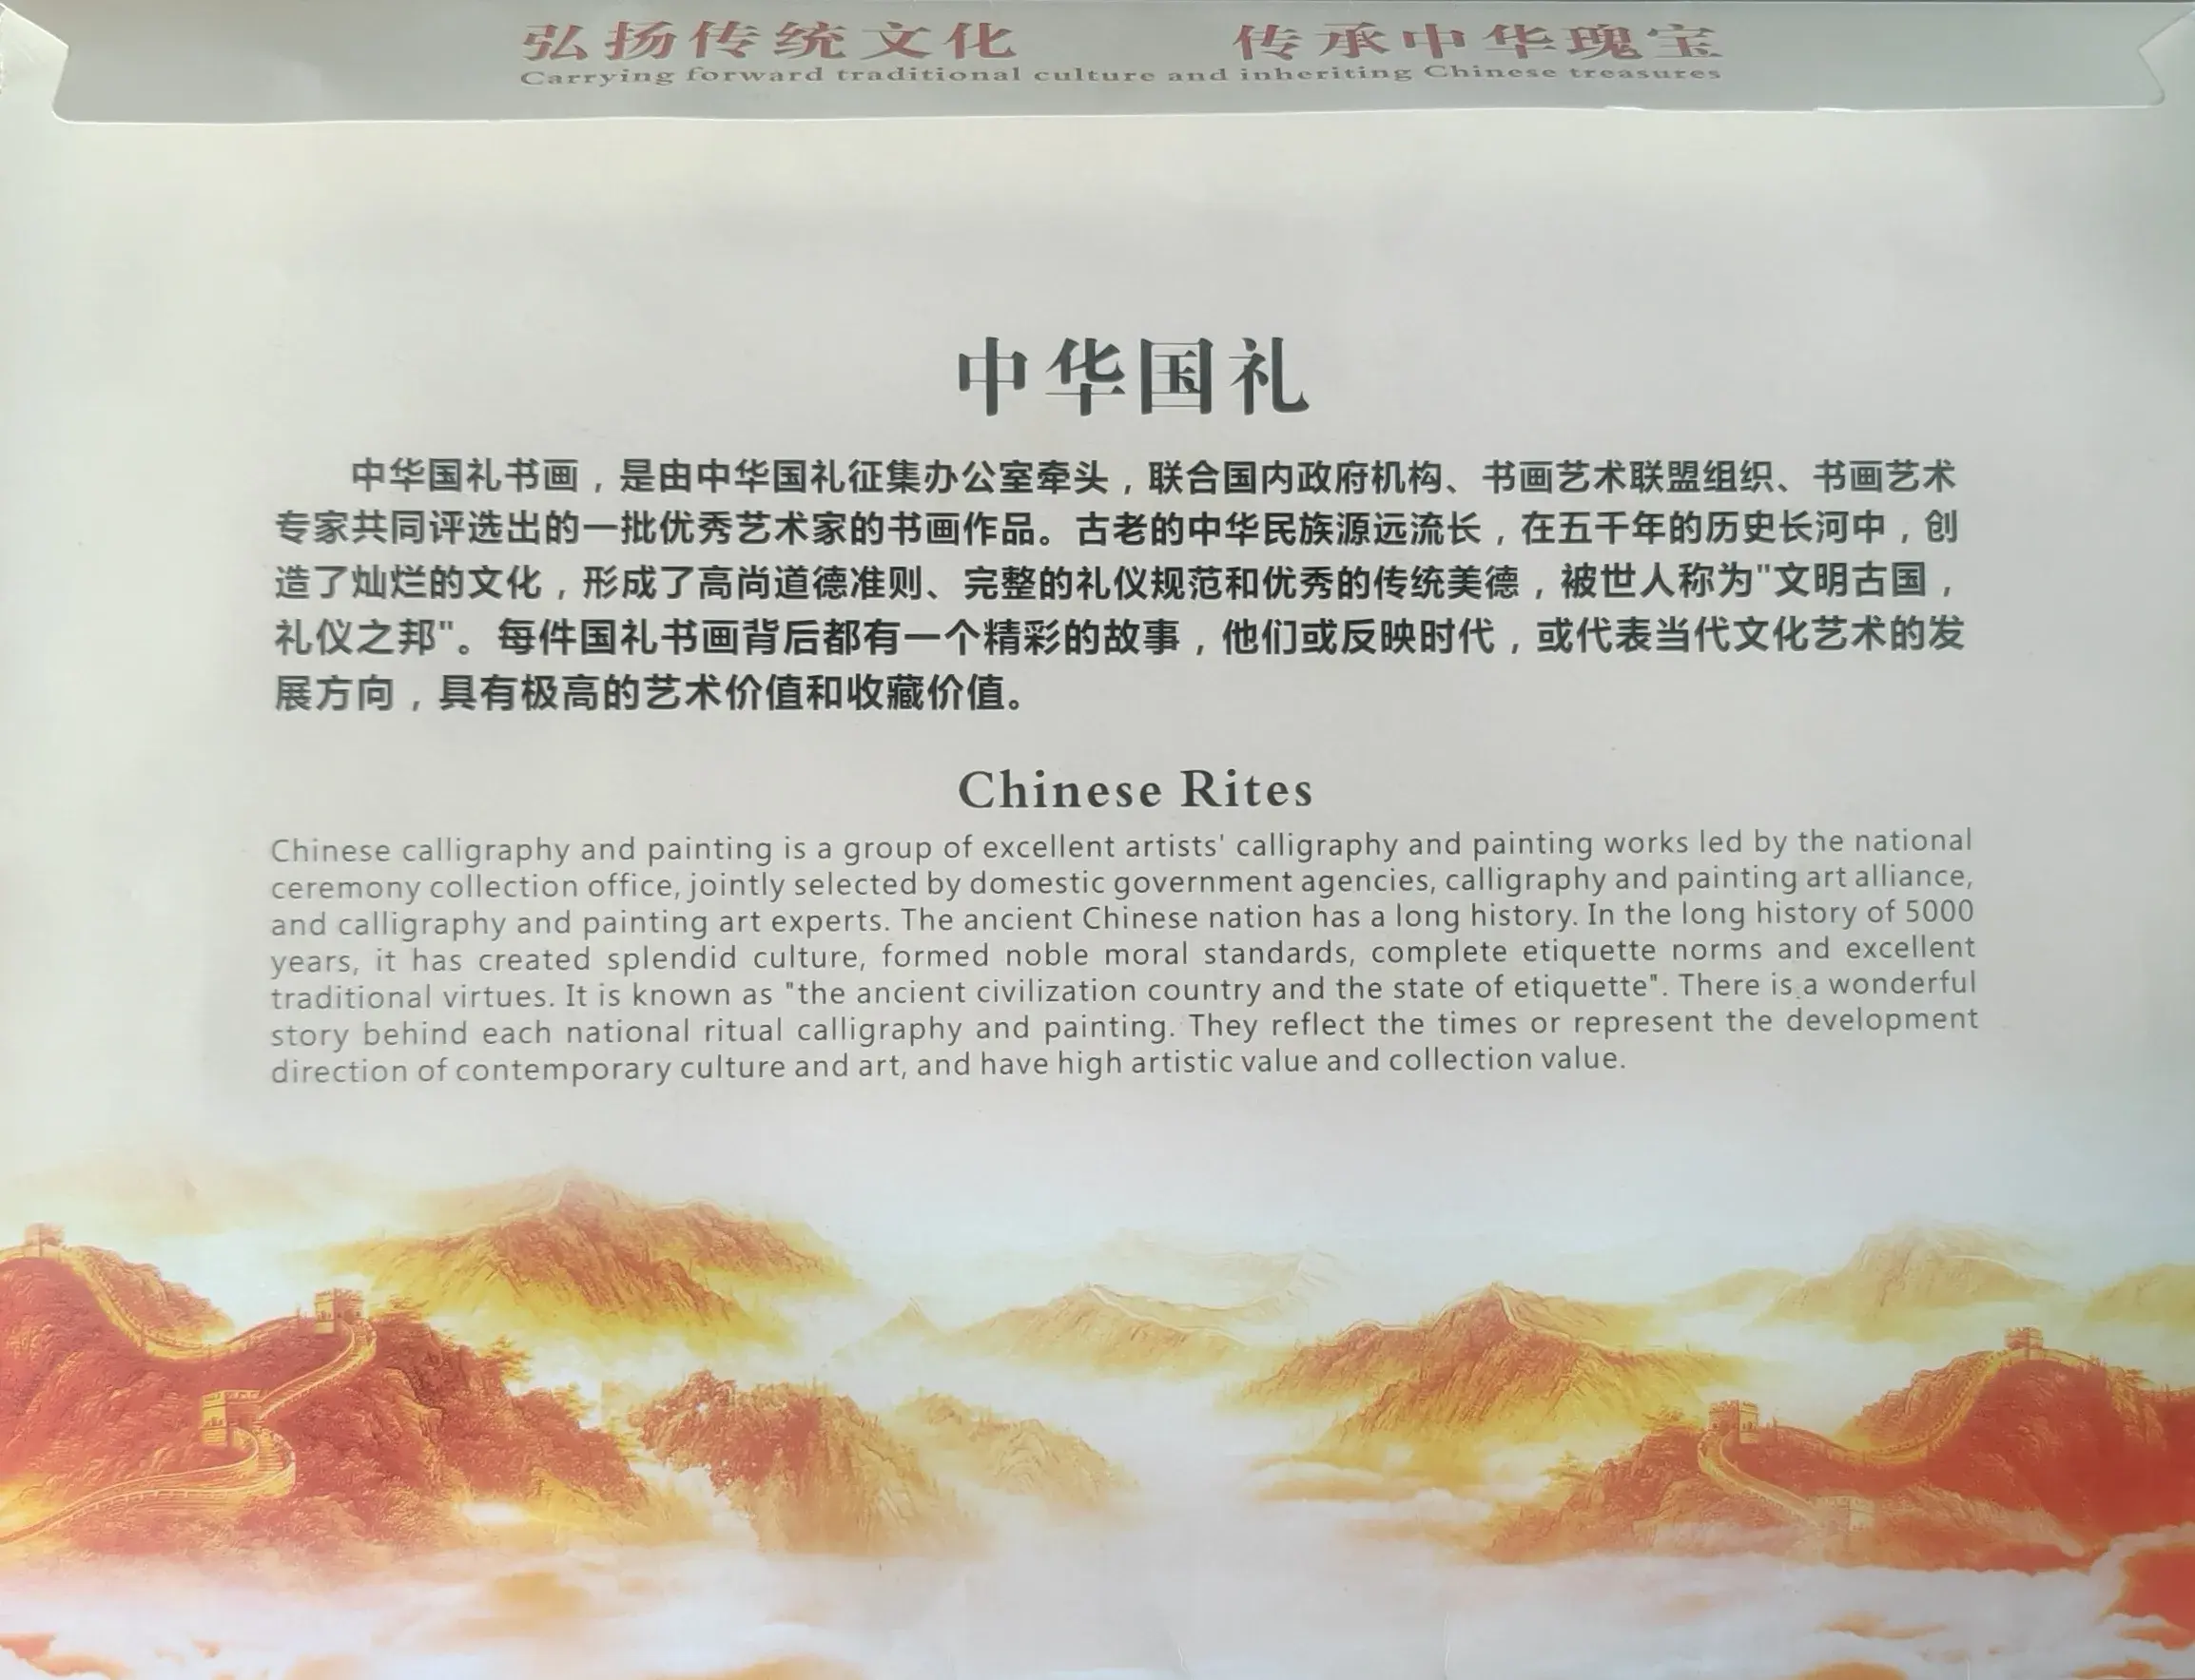 弘扬传统文化 传承中华瑰宝
Carrying forward traditional culture and inheriting Chinese treasures
中华国礼
中华国礼书画，是由中华国礼征集办公室牵头，联合国内政府机构、书画艺术联盟组织、书画艺术
专家共同评选出的一批优秀艺术家的书画作品。古老的中华民族源远流长，在五千年的历史长河中，创
造了灿烂的文化，形成了高尚道德准则、完整的礼仪规范和优秀的传统美德，被世人称为"文明古国，
礼仪之邦"。每件国礼书画背后都有一个精彩的故事，他们或反映时代，或代表当代文化艺术的发
展方向，具有极高的艺术价值和收藏价值。
Chinese Rites
Chinese calligraphy and painting is a group of excellent artists' calligraphy and painting works led by the national
ceremony collection office, jointly selected by domestic government agencies, calligraphy and painting art alliance,
and calligraphy and painting art experts. The ancient Chinese nation has a long history. In the long history of 5000
years, it has created splendid culture, formed noble moral standards, complete etiquette norms and excellent
traditional virtues. It is known as "the ancient civilization country and the state of etiquette". There is a wonderful
story behind each national ritual calligraphy and painting. They reflect the times or represent the development
direction of contemporary culture and art, and have high artistic value and collection value.